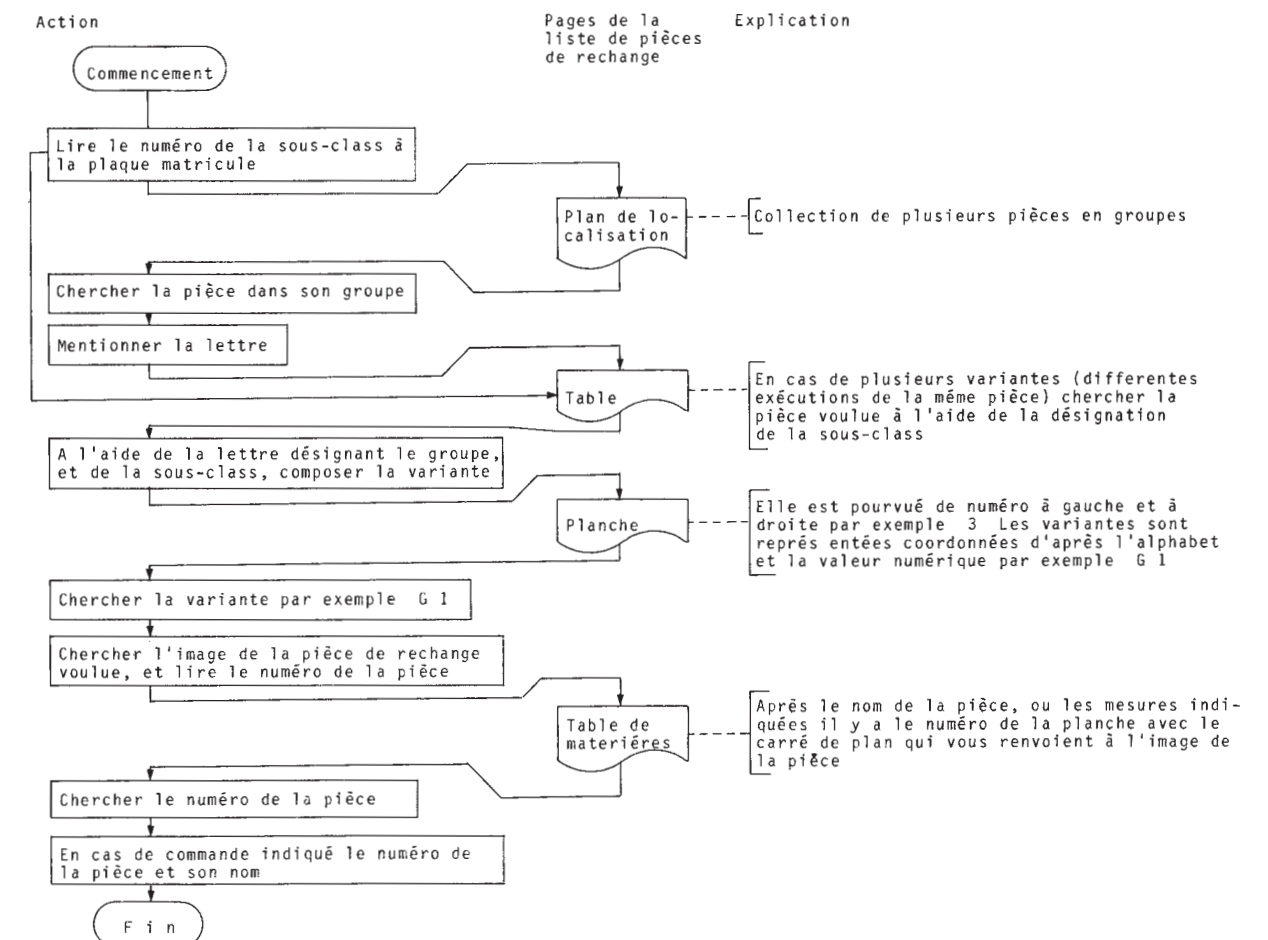 Action
Pages de la
liste de pièces
de rechange
Explication
Commencement
Lire le numéro de la sous-class à
la plaque matricule
Plan de lo-
calisation
Collection de plusieurs pièces en groupes
Chercher la pièce dans son groupe
Mentionner la lettre
Table
En cas de plusieurs variantes (differentes
exécutions de la méme pièce) chercher la
pièce voulue à l'aide de la désignation
de la sous-class
A l'aide de la lettre désignant le groupe,
et de la sous-class, composer la variante
Planche
Elle est pourvué de numéro à gauche et à
droite par exemple 3 Les variantes sont
représ entées coordonnées d'après l'alphabet
et la valeur numérique par exemple G 1
Chercher la variante par exemple G 1
Chercher l'image de la pièce de rechange
voulue, et lire le numéro de la pièce
Table de
materiéres
Après le nom de la pièce, ou les mesures indi-
quées il y a le numéro de la planche avec le
carré de plan qui vous renvoient à l'image de
la pièce
Chercher le numéro de la pièce
En cas de commande indiqué le numéro de
la pièce et son nom
F i n